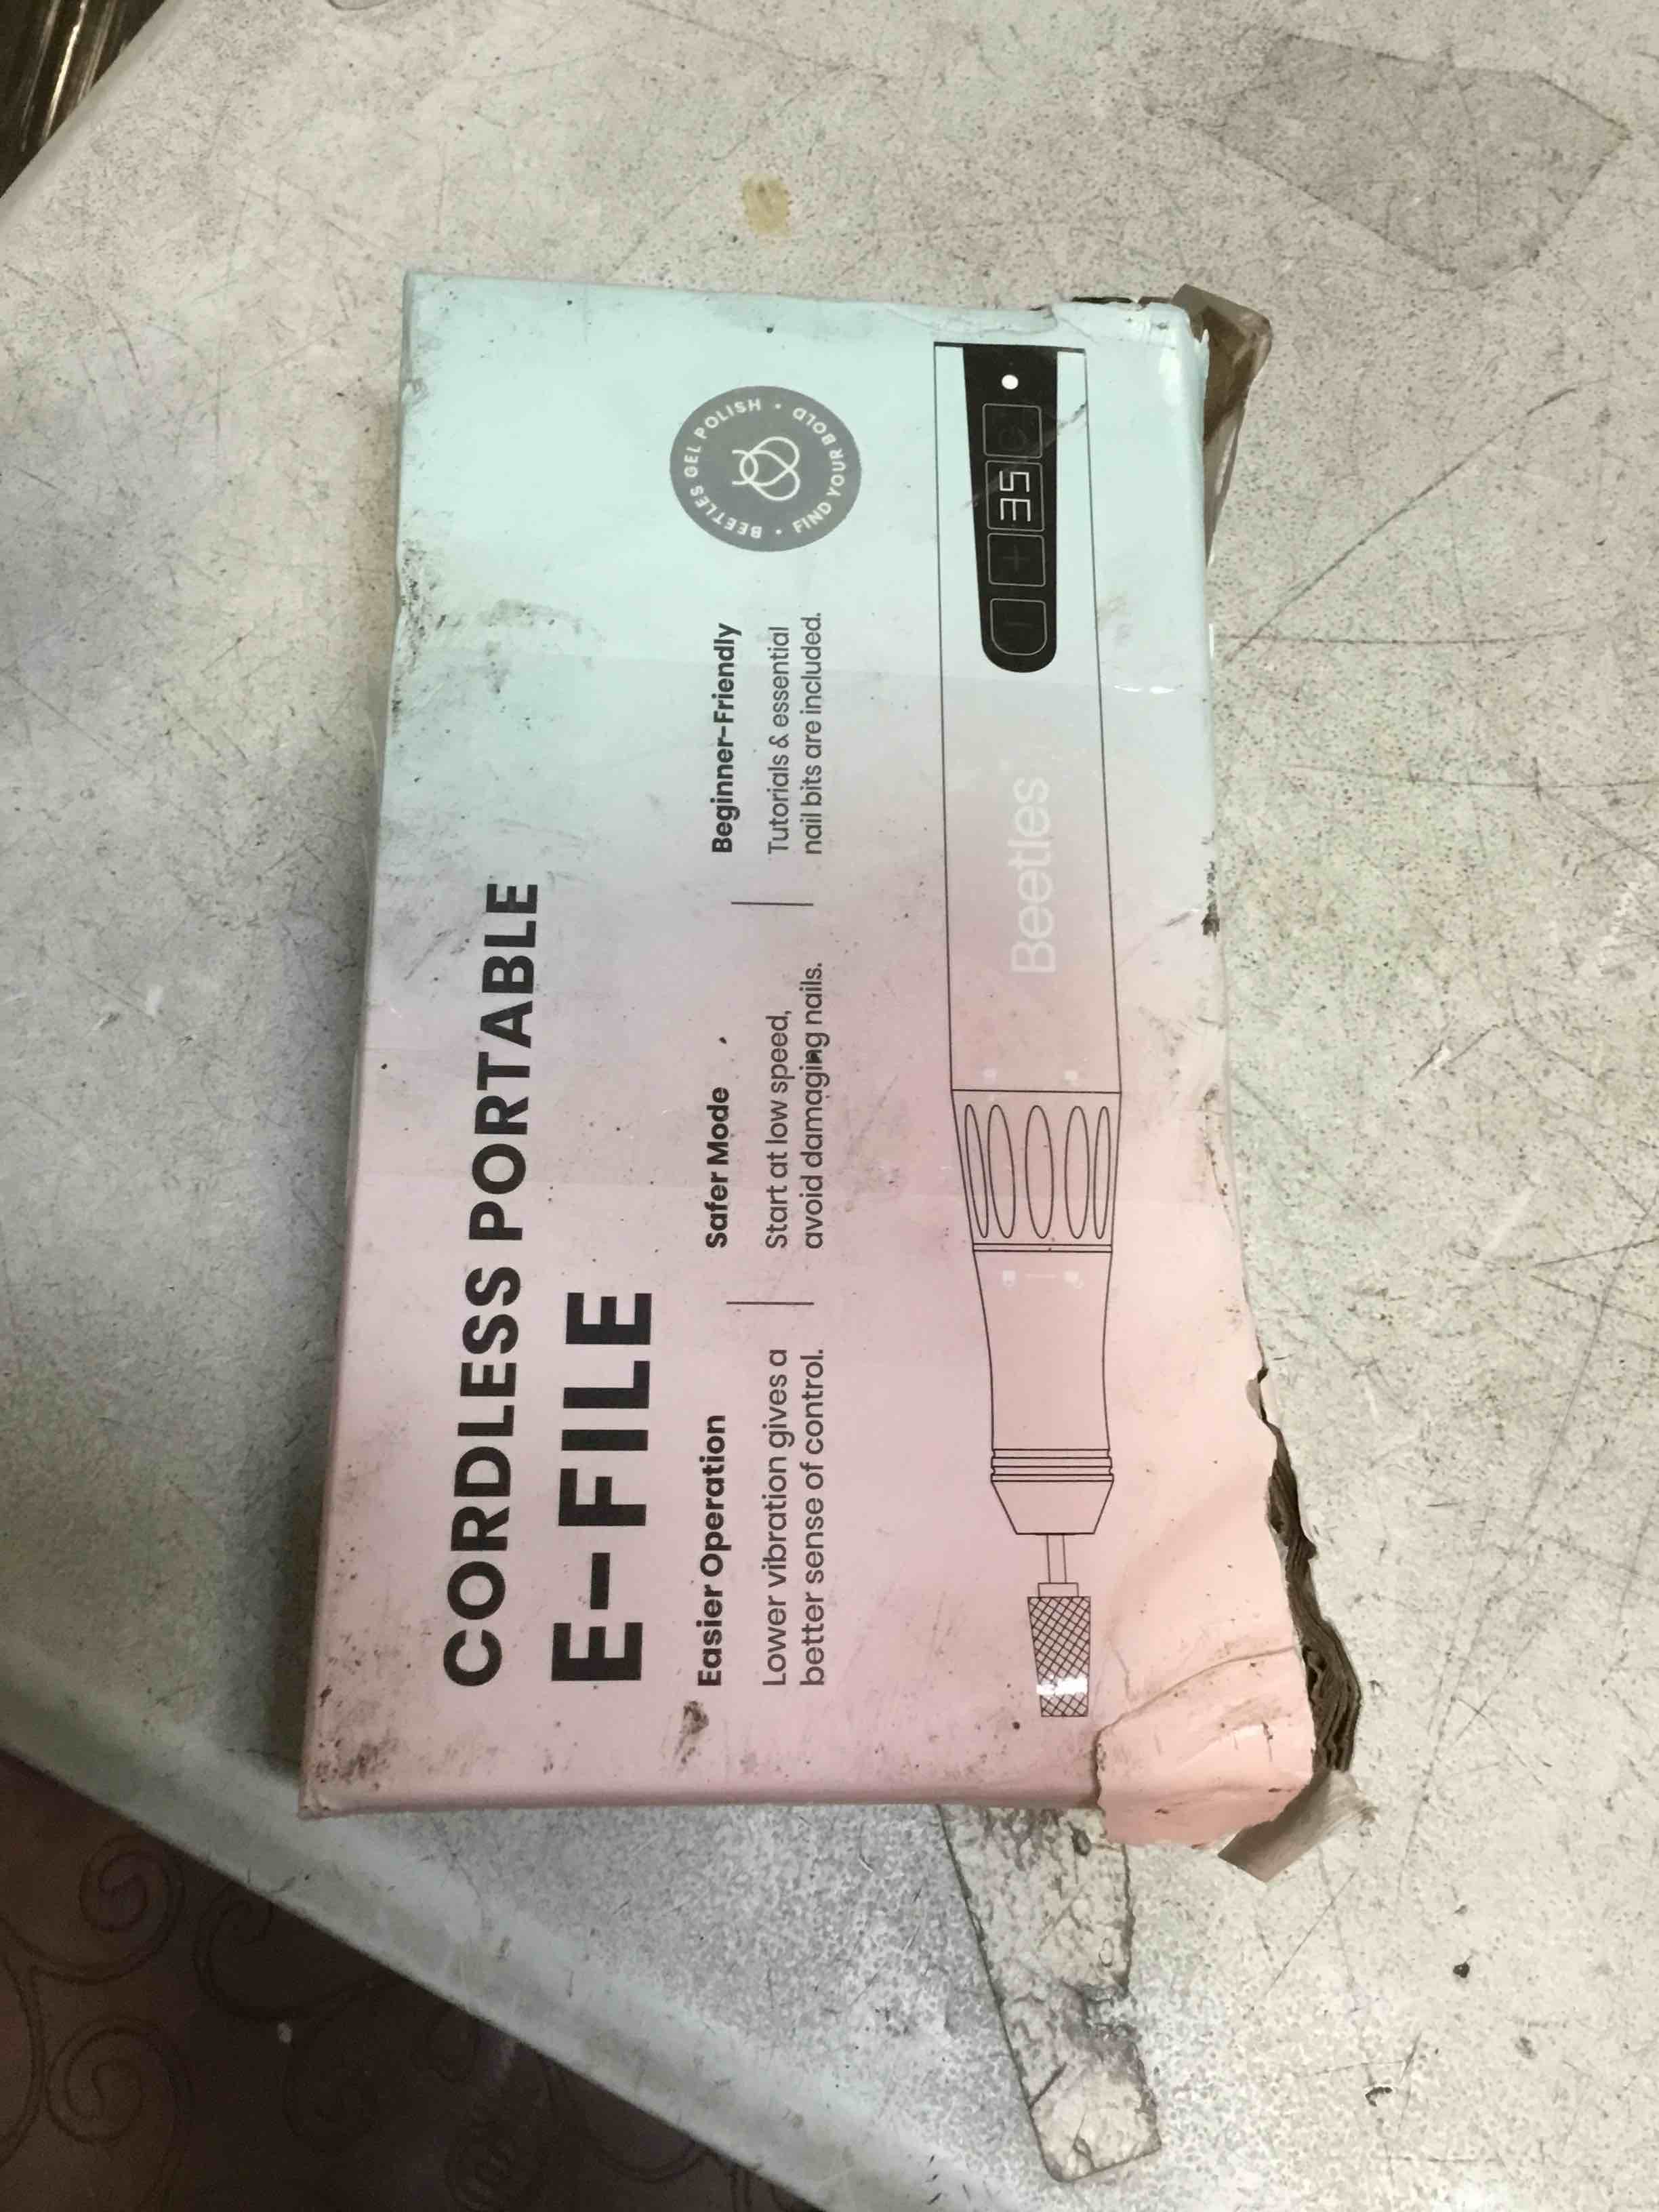 CORDLESS PORTABLE
E-FILE
Easier Operation
Lower vibration gives a
better sense of control.
Safer Mode
Start at low speed,
avoid damaging nails.
Beginner-Friendly
Tutorials & essential
nail bits are included.
BEETLES GEL POLISH • FIND YOUR BOLD •
Beetles
35